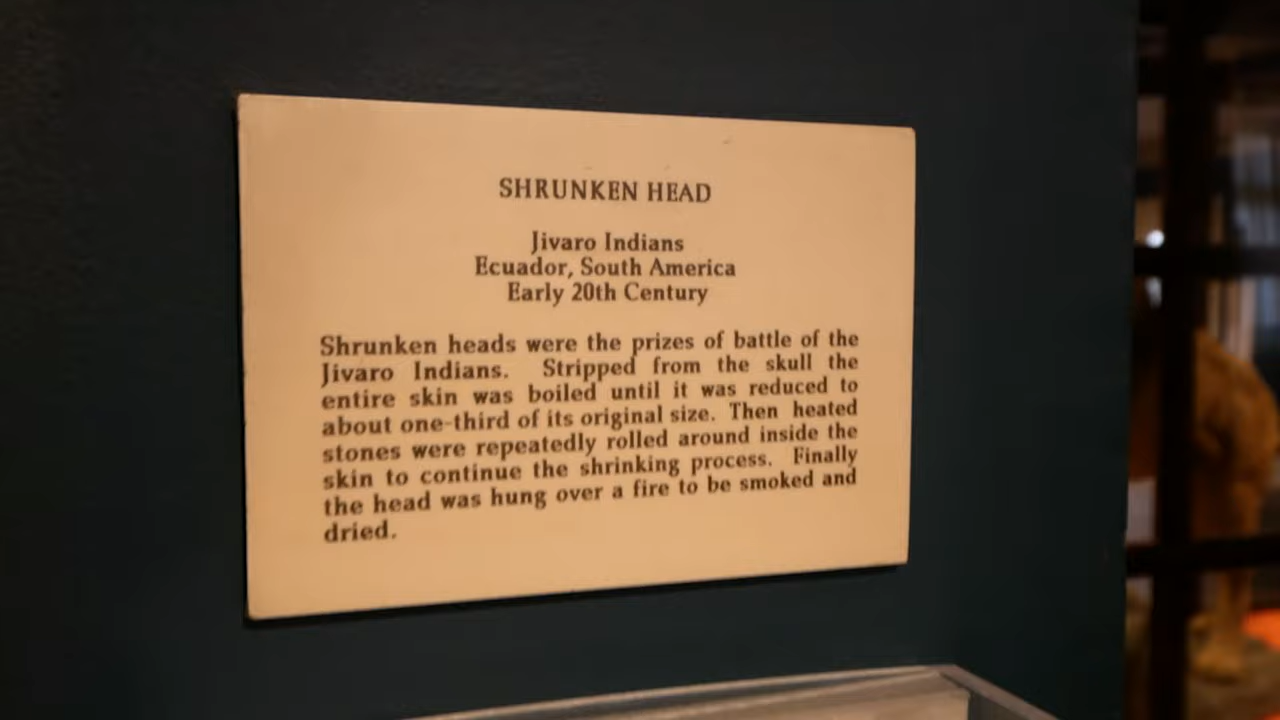 SHRUNKEN HEAD
Jivaro Indians
Ecuador, South America
Early 20th Century
Shrunken heads were the prizes of battle of the
Jivaro Indians. Stripped from the skull the
entire skin was boiled until it was reduced to
about one-third of its original size. Then heated
stones were repeatedly rolled around inside the
skin to continue the shrinking process. Finally
the head was hung over a fire to be smoked and
dried.